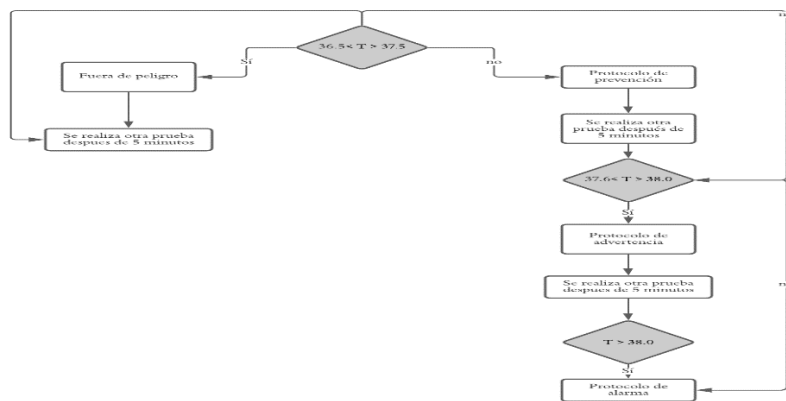 36.5< T > 37.5
Sí
no
Fuera de peligro
Se realiza otra prueba
despues de 5 minutos
Protocolo de
prevención
Se realiza otra
prueba después de
5 minutos
37.6< T > 38.0
Sí
Protocolo de
advertencia
Se realiza otra prueba
despues de 5 minutos
T > 38.0
Sí
Protocolo de
alarma